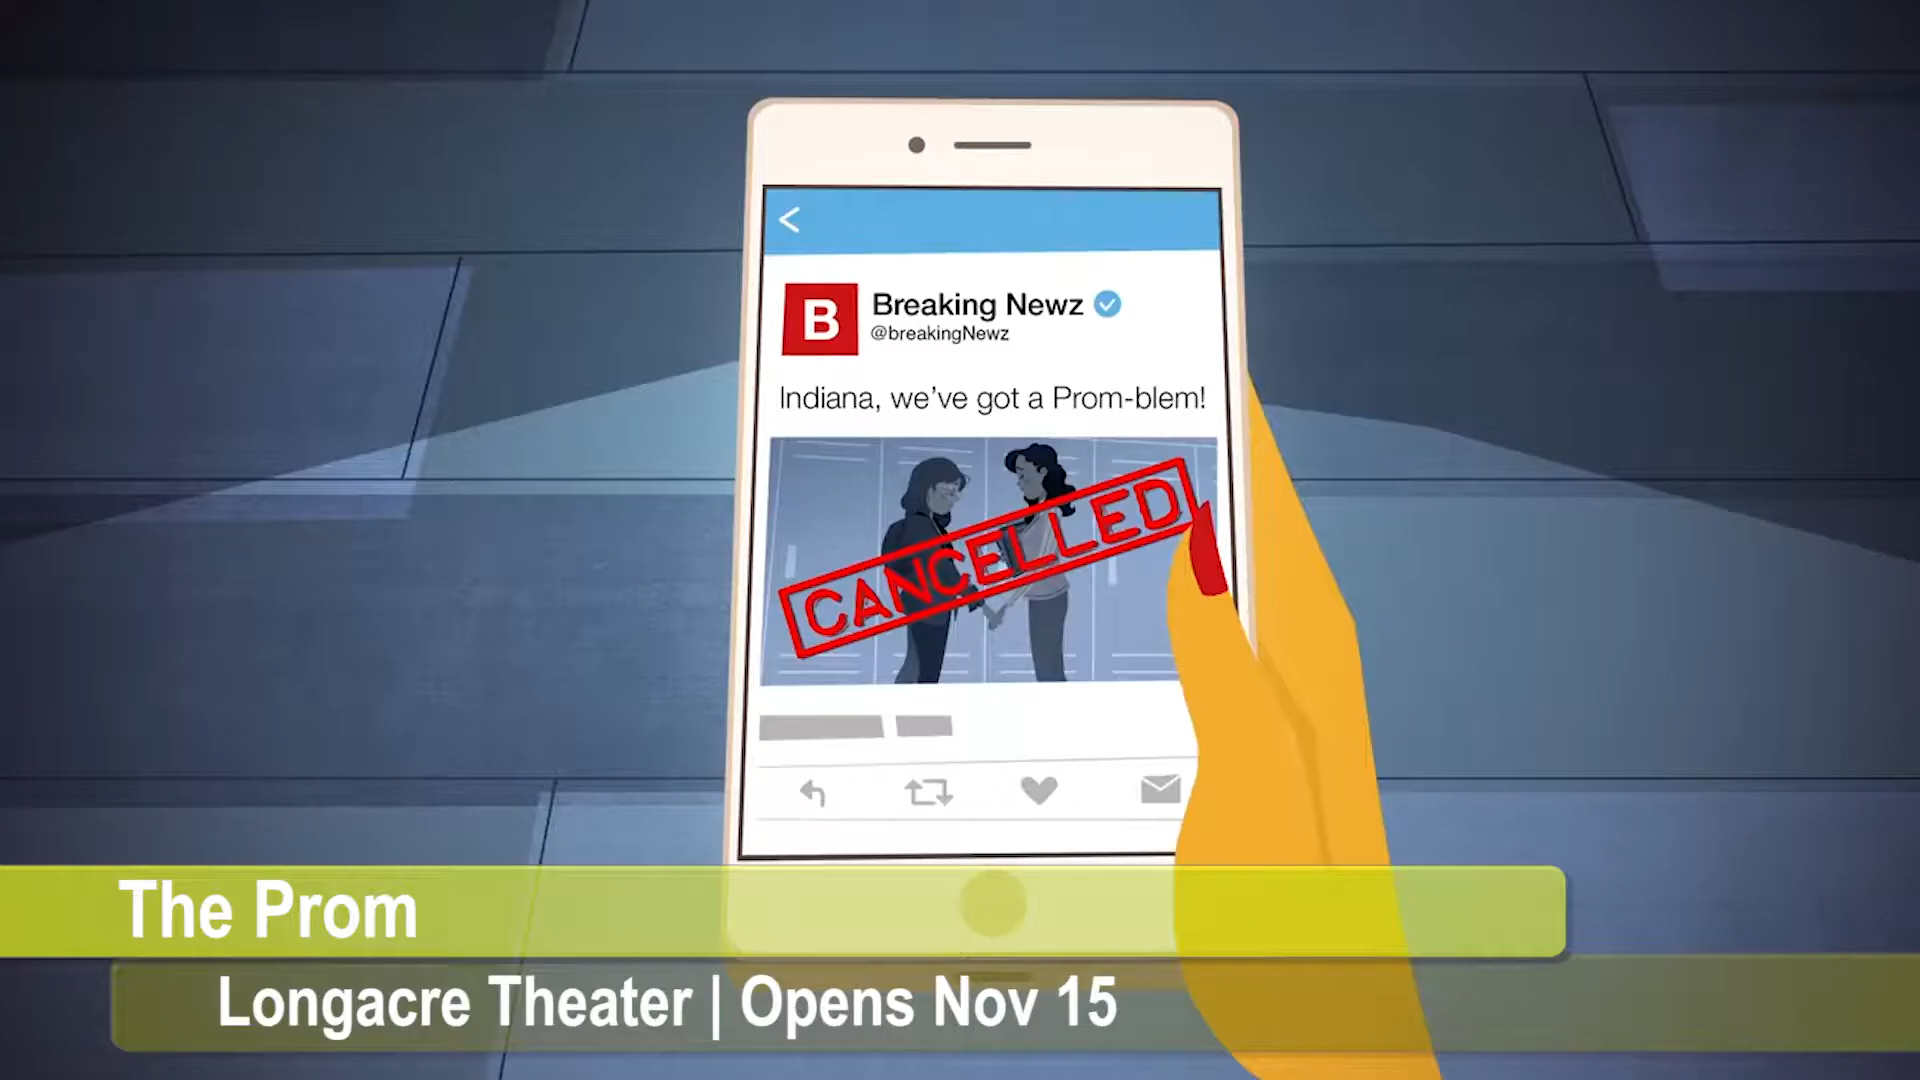 B
Breaking Newz
@breakingNewz
Indiana, we've got a Prom-blem!
CANCELLED
The Prom
Longacre Theater | Opens Nov 15